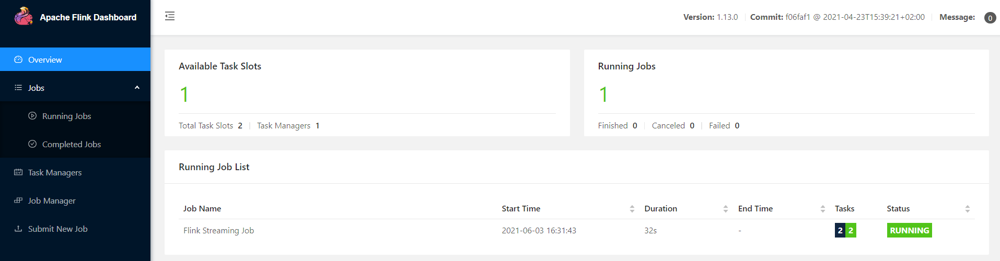 Apache Flink Dashboard
Version: 1.13.0 Commit: f06faf1 @ 2021-04-23T15:39:21+02:00 Message: 0
Overview
Jobs
Running Jobs
Completed Jobs
Task Managers
Job Manager
Submit New Job
Available Task Slots
1
Total Task Slots 2 Task Managers 1
Running Jobs
1
Finished 0 Canceled 0 Failed 0
Running Job List
Job Name Start Time Duration End Time Tasks Status
Flink Streaming Job 2021-06-03 16:31:43 32s - 2 2 RUNNING